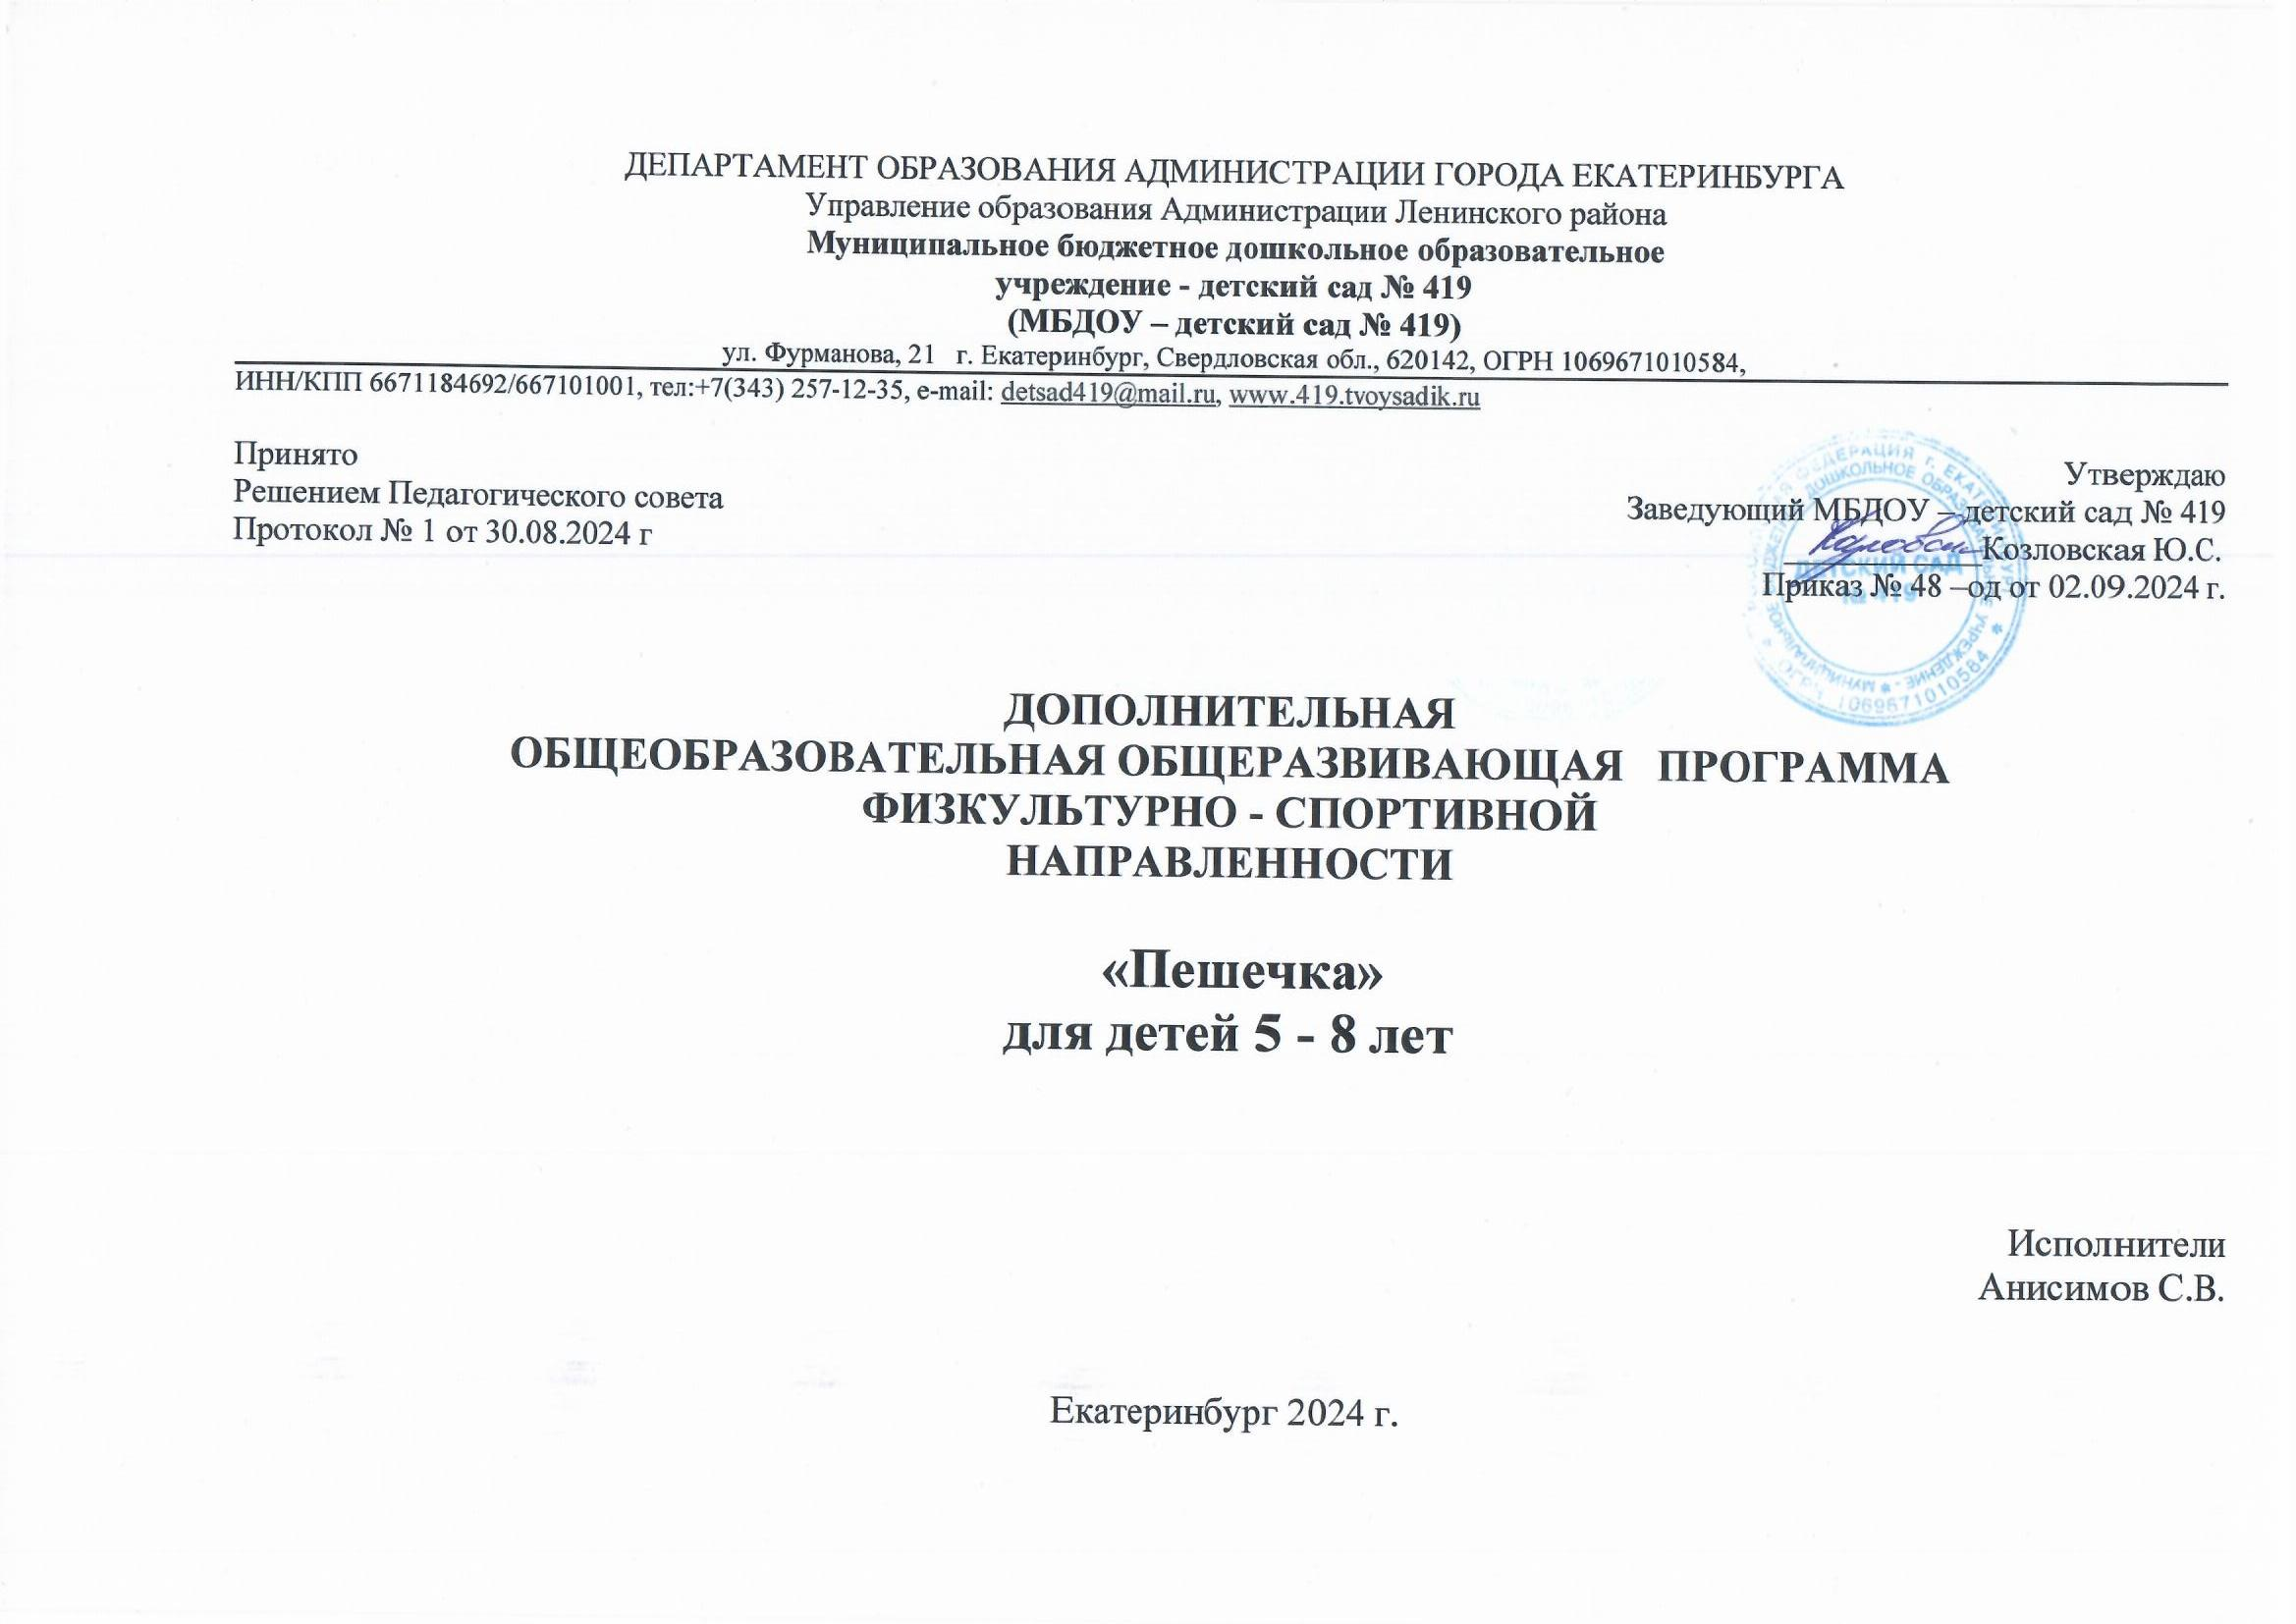 ДЕПАРТАМЕНТ ОБРАЗОВАНИЯ АДМИНИСТРАЦИИ ГОРОДА ЕКАТЕРИНБУРГА
Управление образования Администрации Ленинского района
Муниципальное бюджетное дошкольное образовательное
учреждение - детский сад № 419
(МБДОУ – детский сад № 419)
ул. Фурманова, 21 г. Екатеринбург, Свердловская обл., 620142, ОГРН 1069671010584,
ИНН/КПП 6671184692/667101001, тел:+7(343) 257-12-35, e-mail: detsad419@mail.ru, www.419.tvoysadik.ru
Принято
Решением Педагогического совета
Протокол № 1 от 30.08.2024 г
Утверждаю
Заведующий МБДОУ – детский сад № 419
Козловская Ю.С.
Приказ № 48 –од от 02.09.2024 г.
ДЕТСКИЙ САД
№ 419
ДОПОЛНИТЕЛЬНАЯ
ОБЩЕОБРАЗОВАТЕЛЬНАЯ ОБЩЕРАЗВИВАЮЩАЯ ПРОГРАММА
ФИЗКУЛЬТУРНО - СПОРТИВНОЙ
НАПРАВЛЕННОСТИ
«Пешечка»
для детей 5 - 8 лет
Исполнители
Анисимов С.В.
Екатеринбург 2024 г.